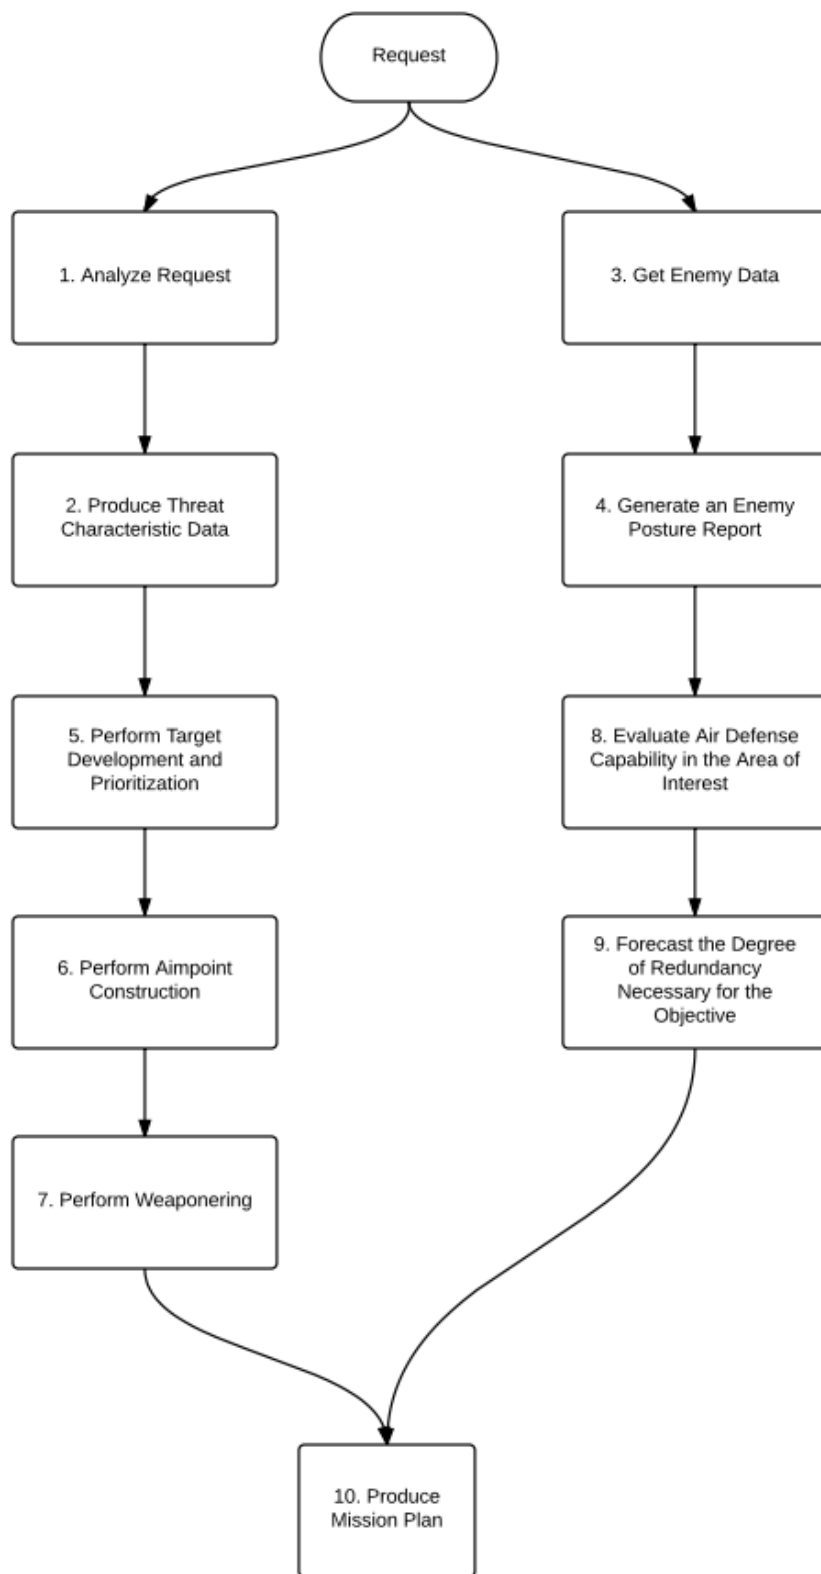 Request
1. Analyze Request
3. Get Enemy Data
2. Produce Threat
Characteristic Data
4. Generate an Enemy
Posture Report
5. Perform Target
Development and
Prioritization
8. Evaluate Air Defense
Capability in the Area of
Interest
6. Perform Aimpoint
Construction
9. Forecast the Degree
of Redundancy
Necessary for the
Objective
7. Perform Weaponering
10. Produce
Mission Plan